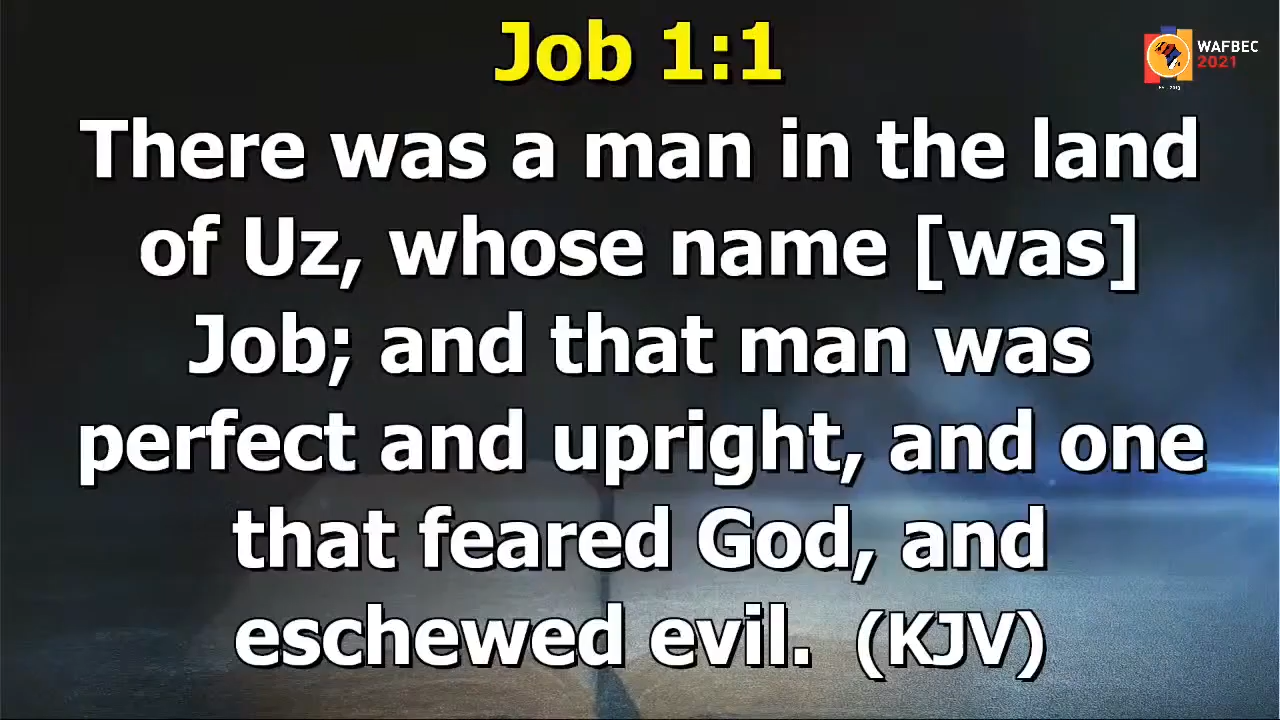 Job 1:1
WAFBEC
2021
There was a man in the land
of Uz, whose name [was]
Job; and that man was
perfect and upright, and one
that feared God, and
eschewed evil. (KJV)